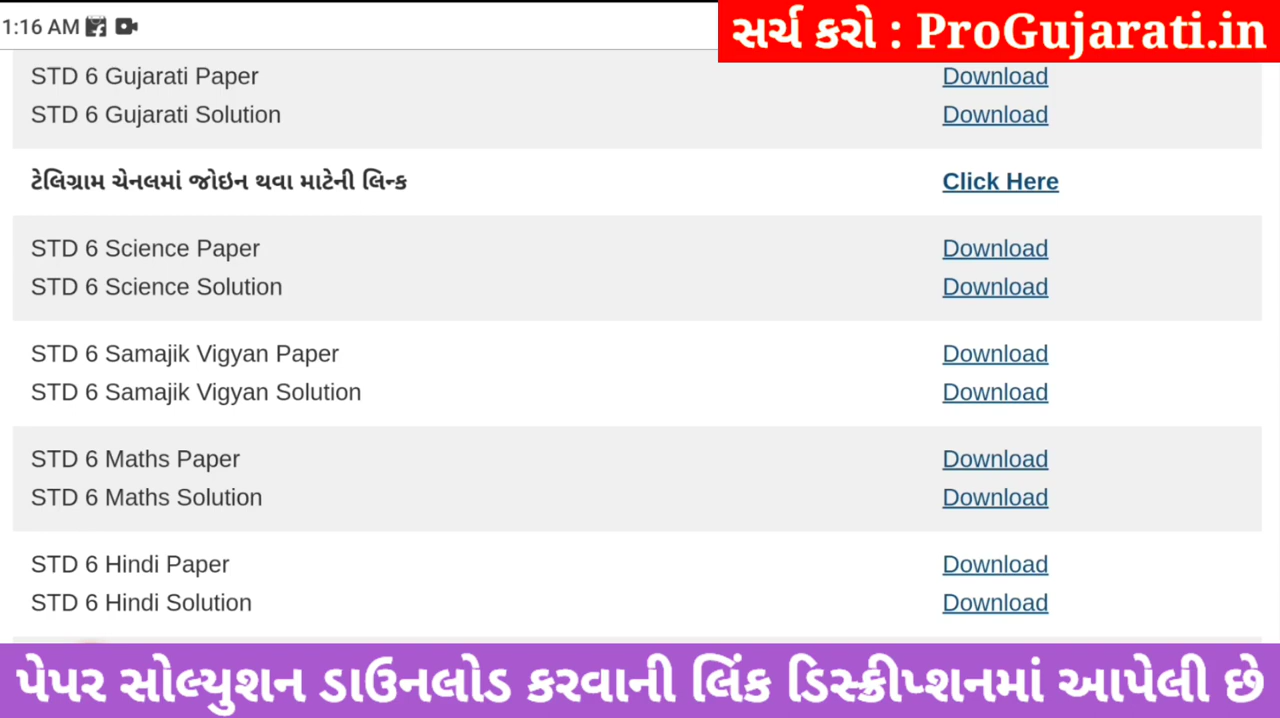 1:16 AM
સર્ચ કરો : ProGujarati.in
STD 6 Gujarati Paper Download
STD 6 Gujarati Solution Download
ટેલિગ્રામ ચેનલમાં જોઇન થવા માટેની લિન્ક Click Here
STD 6 Science Paper Download
STD 6 Science Solution Download
STD 6 Samajik Vigyan Paper Download
STD 6 Samajik Vigyan Solution Download
STD 6 Maths Paper Download
STD 6 Maths Solution Download
STD 6 Hindi Paper Download
STD 6 Hindi Solution Download
પેપર સોલ્યુશન ડાઉનલોડ કરવાની લિંક ડિસ્ક્રીપ્શનમાં આપેલી છે